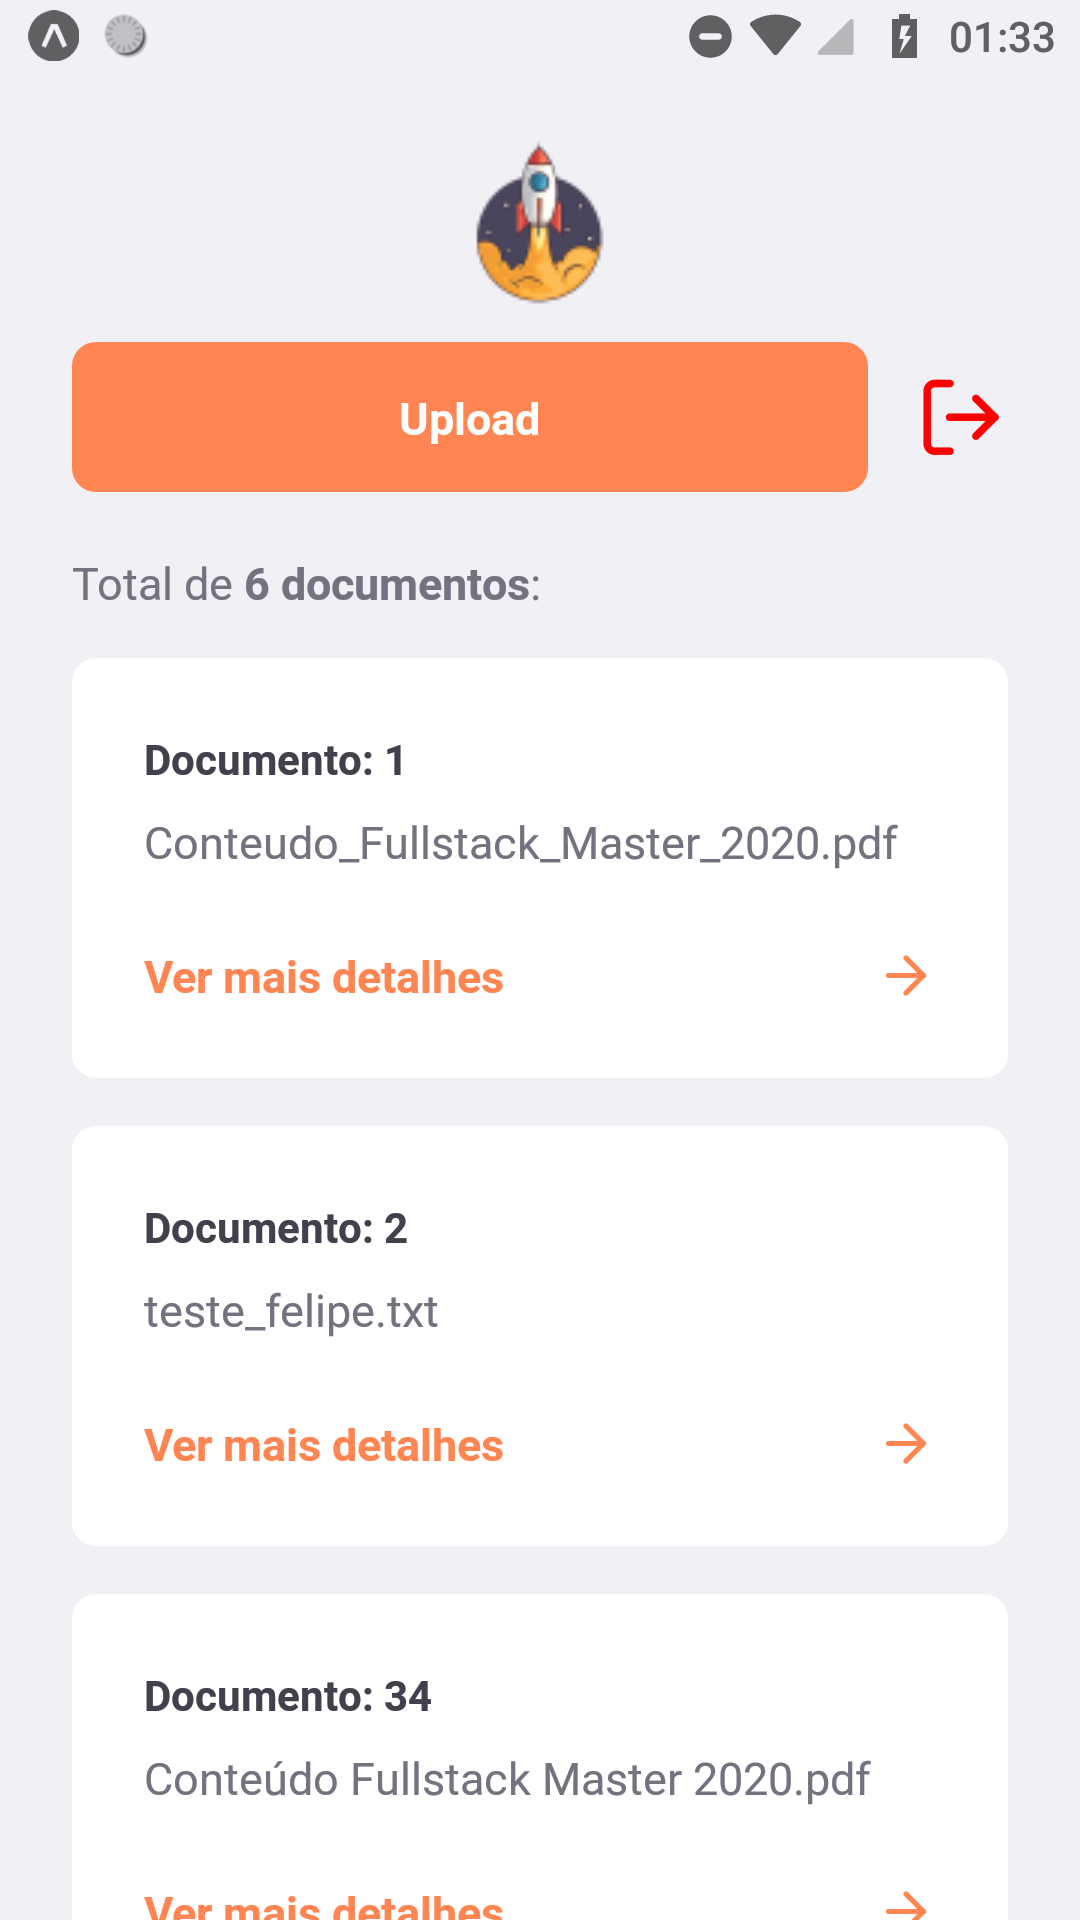 01:33
Upload
Total de 6 documentos:
Documento: 1
Conteudo_Fullstack_Master_2020.pdf
Ver mais detalhes
Documento: 2
teste_felipe.txt
Ver mais detalhes
Documento: 34
Conteúdo Fullstack Master 2020.pdf
Ver mais detalhes